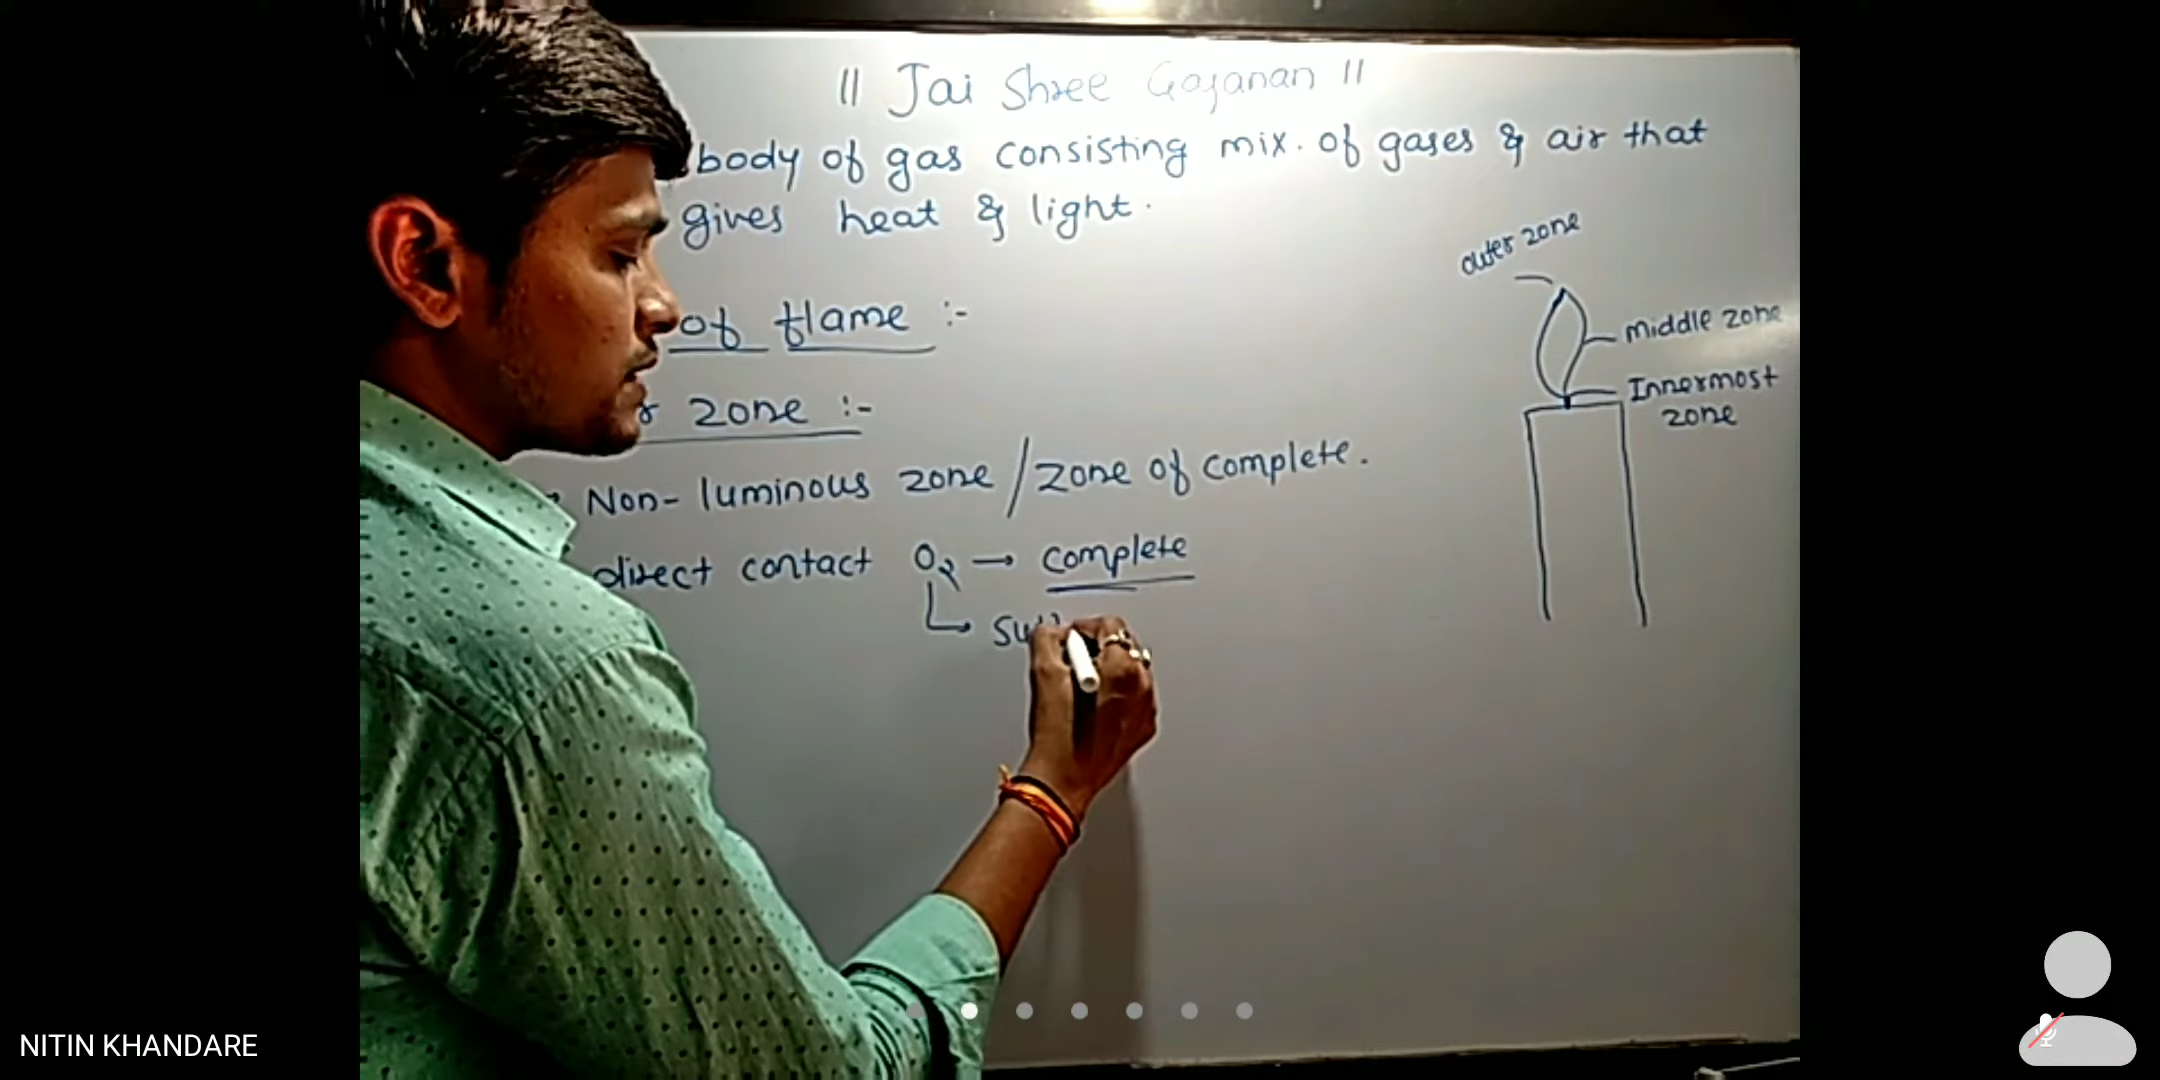 || Jai Shree Gajanan ||
body of gas consisting mix. of gases & air that
gives heat & light.
of flame :-
r zone :-
Non-luminous zone / zone of complete.
direct contact O2 → complete
outer zone
middle zone
Innermost
zone
NITIN KHANDARE